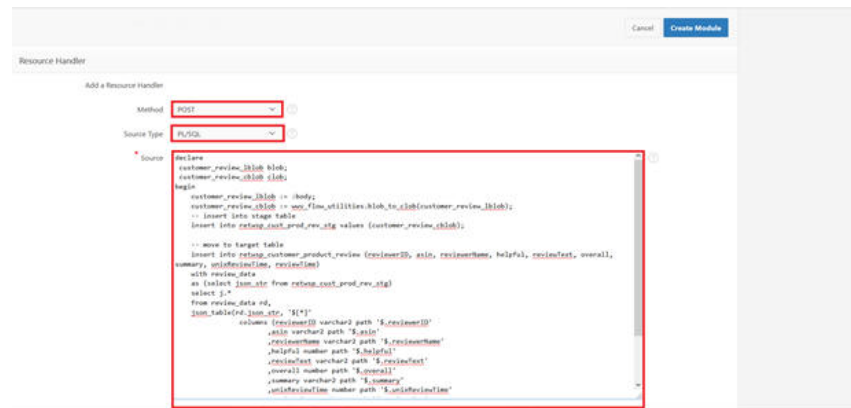 Cancel
Create Module
Resource Handler
Add a Resource Handler
Method
POST
Source Type
PL/SQL
* Source
declare
customer_review_lblob blob;
customer_review_cblob clob;
begin
customer_review_lblob := :body;
customer_review_cblob := wwv_flow_utilities.blob_to_clob(customer_review_lblob);
-- insert into stage table
insert into retwsp_cust_prod_rev_stg values (customer_review_cblob);
-- move to target table
insert into retwsp_customer_product_review (reviewerID, asin, reviewerName, helpful, reviewText, overall,
summary, unixReviewTime, reviewTime)
with review_data
as (select json_str from retwsp_cust_prod_rev_stg)
select j.*
from review_data rd,
json_table(rd.json_str, '$[*]'
columns (reviewerID varchar2 path '$.reviewerID'
,asin varchar2 path '$.asin'
,reviewerName varchar2 path '$.reviewerName'
,helpful number path '$.helpful'
,reviewText varchar2 path '$.reviewText'
,overall number path '$.overall'
,summary varchar2 path '$.summary'
,unixReviewTime number path '$.unixReviewTime'